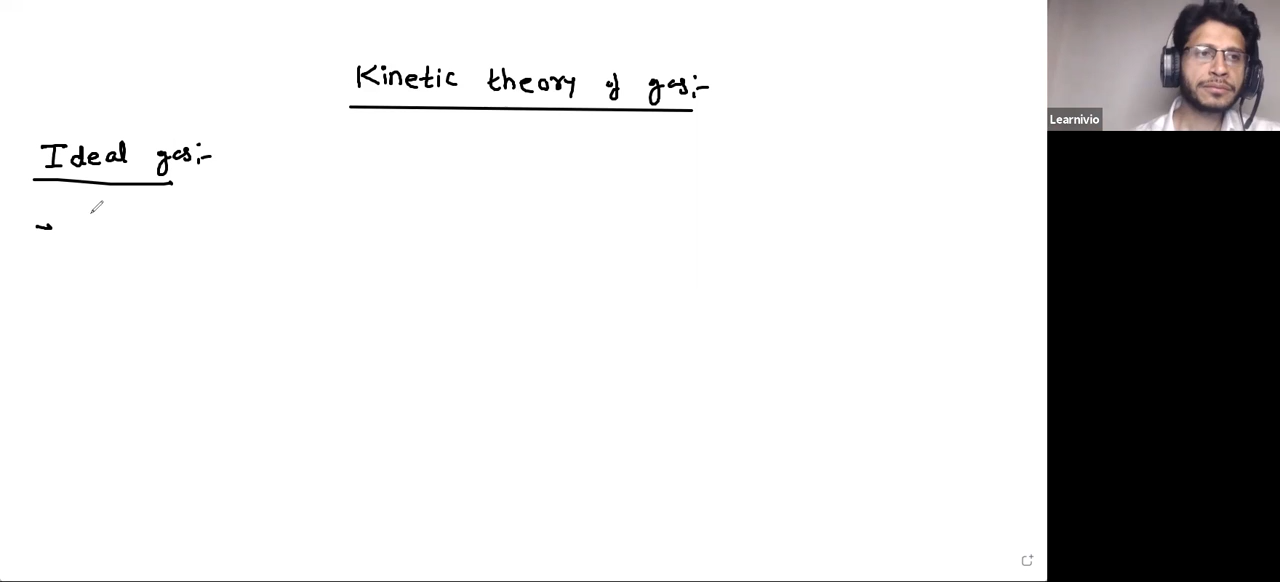 Kinetic theory of gas:-
Learnivio
Ideal gas:-
→